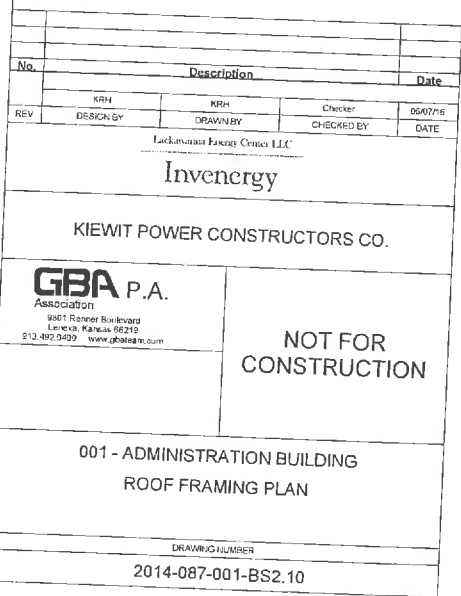 No. Description Date
KRH KRH Checker 06/07/16
REV DESIGN BY DRAWN BY CHECKED BY DATE
Lackawanna Energy Center LLC
Invenergy
KIEWIT POWER CONSTRUCTORS CO.
GBA P.A.
Association
9801 Renner Boulevard
Lenexa, Kansas 66219
913.492.0400 www.gbateam.com
NOT FOR
CONSTRUCTION
001 - ADMINISTRATION BUILDING
ROOF FRAMING PLAN
DRAWING NUMBER
2014-087-001-BS2.10